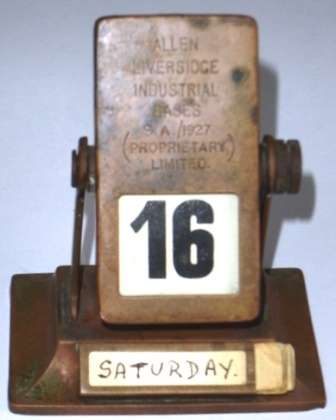 ALLEN
LIVERSIDGE
INDUSTRIAL
GASES
S.A./1927
(PROPRIETARY)
LIMITED.
16
SATURDAY.